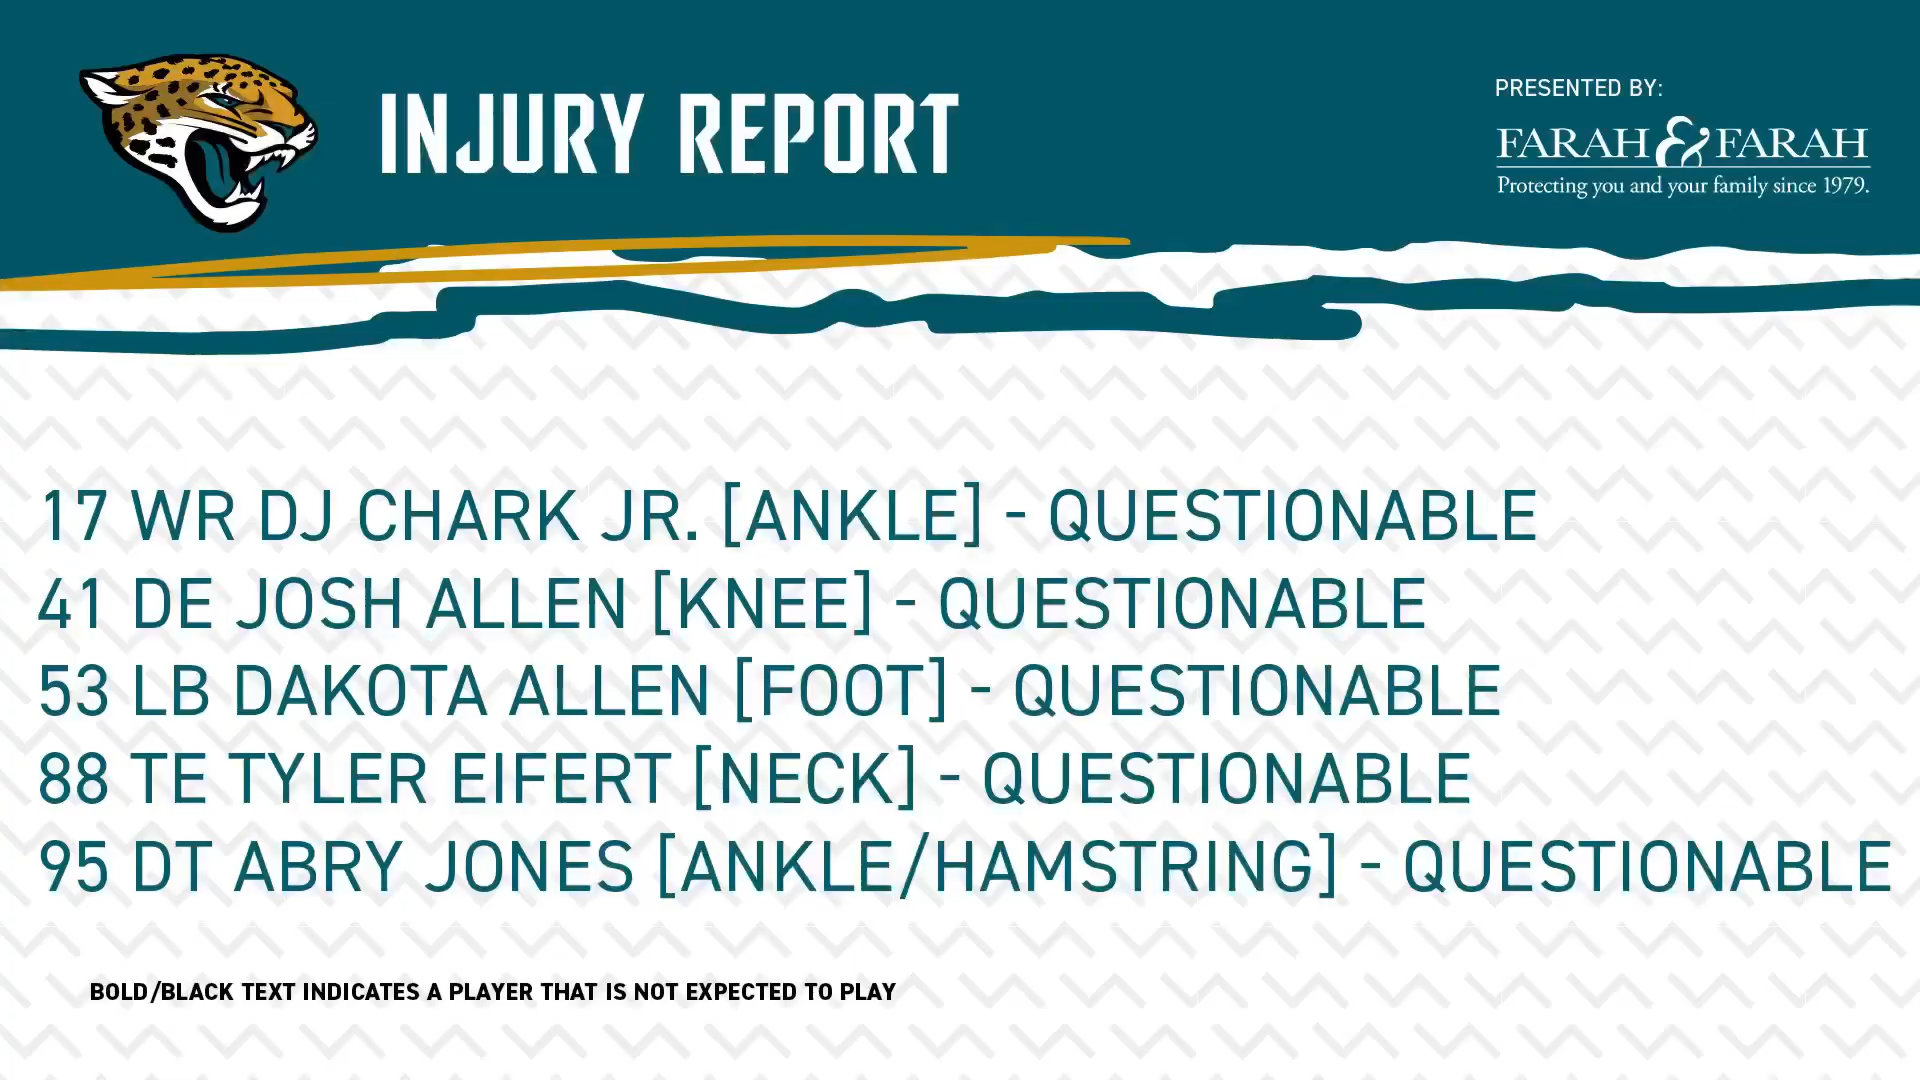 INJURY REPORT
PRESENTED BY:
FARAH & FARAH
Protecting you and your family since 1979.
17 WR DJ CHARK JR. [ANKLE] - QUESTIONABLE
41 DE JOSH ALLEN [KNEE] - QUESTIONABLE
53 LB DAKOTA ALLEN [FOOT] - QUESTIONABLE
88 TE TYLER EIFERT [NECK] - QUESTIONABLE
95 DT ABRY JONES [ANKLE/HAMSTRING] - QUESTIONABLE
BOLD/BLACK TEXT INDICATES A PLAYER THAT IS NOT EXPECTED TO PLAY